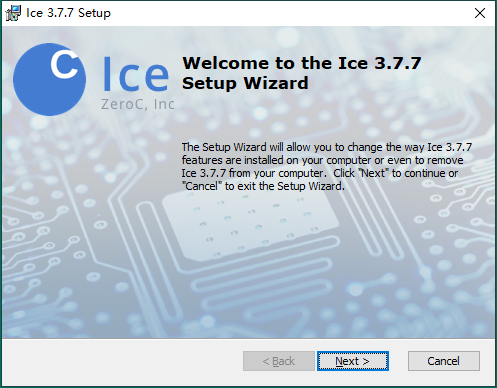 Ice 3.7.7 Setup
C
Ice
ZeroC, Inc
Welcome to the Ice 3.7.7
Setup Wizard
The Setup Wizard will allow you to change the way Ice 3.7.7
features are installed on your computer or even to remove
Ice 3.7.7 from your computer.  Click "Next" to continue or
"Cancel" to exit the Setup Wizard.
< Back
Next >
Cancel